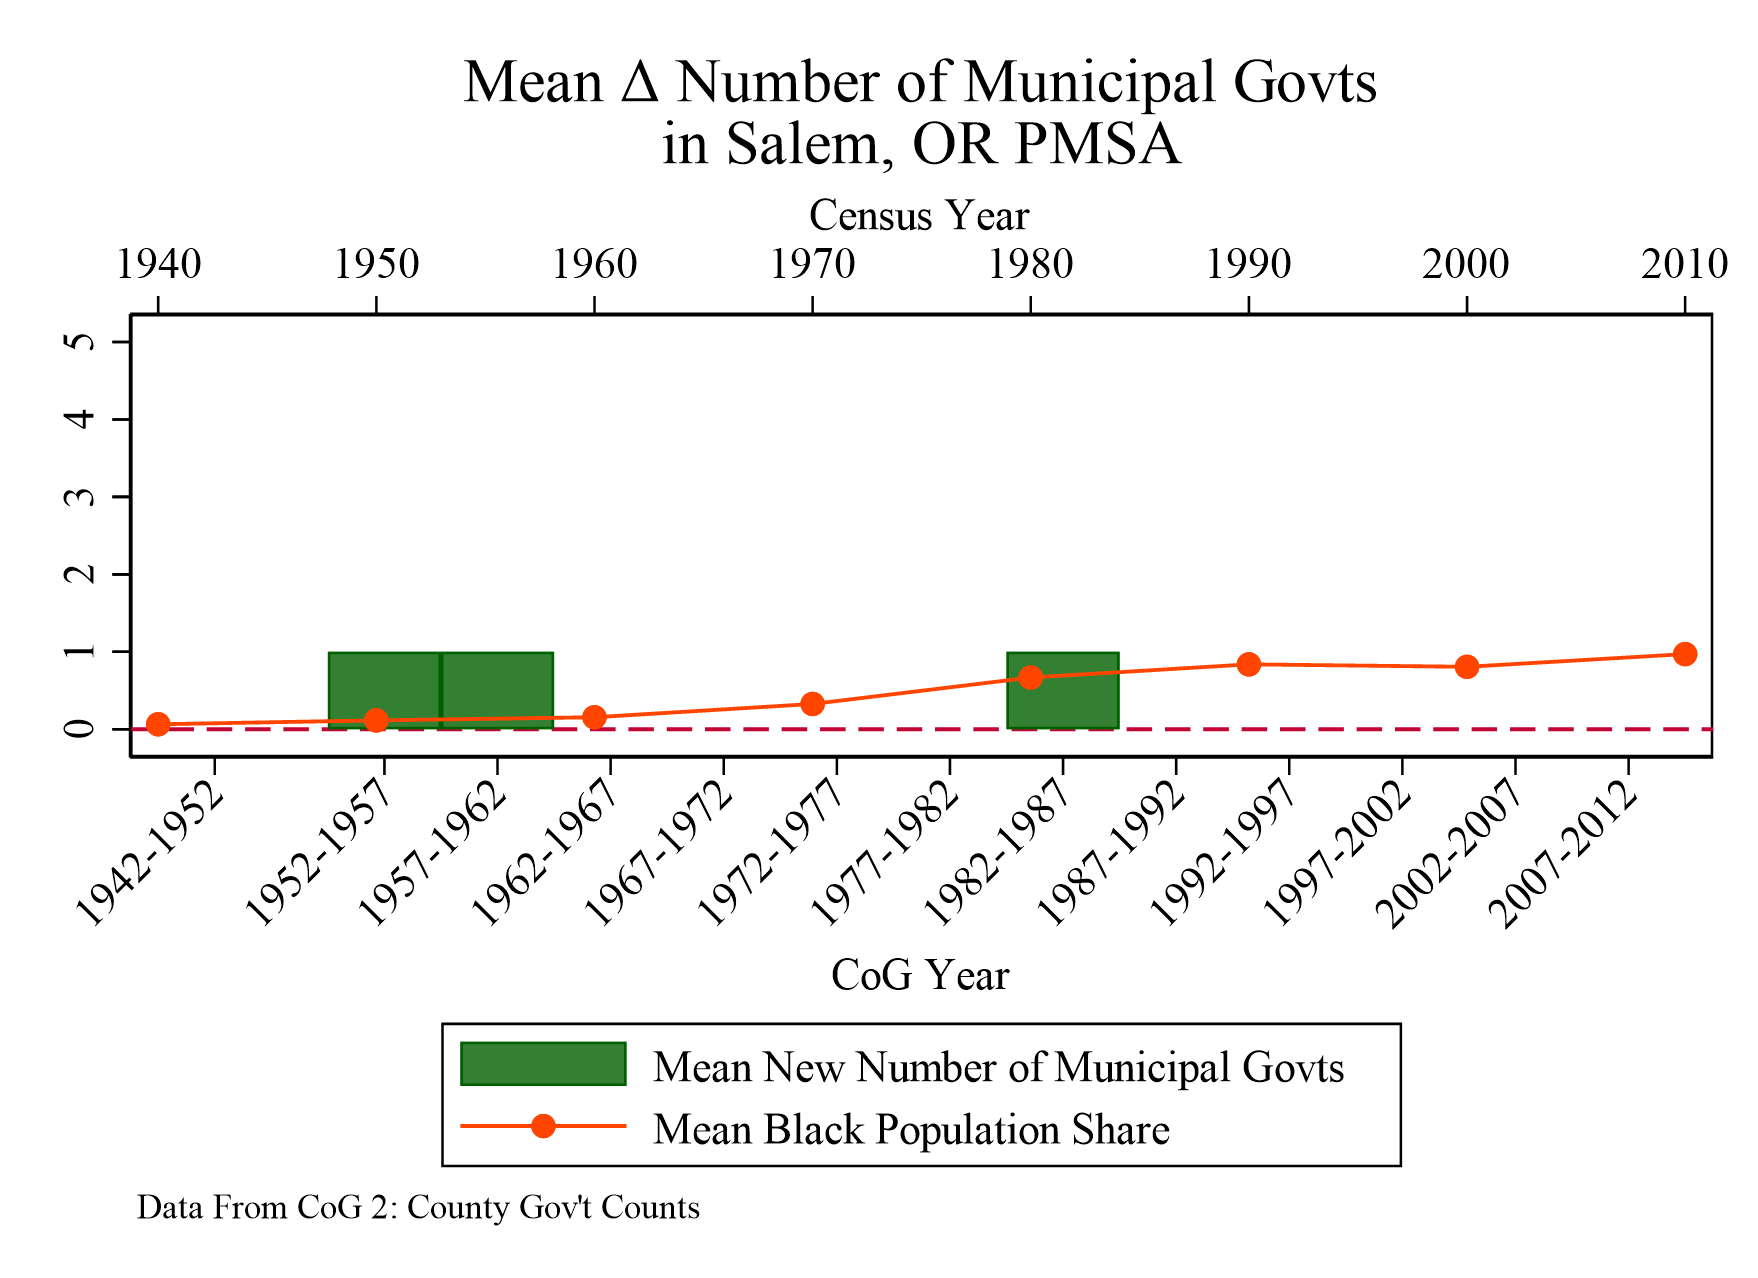 Mean Δ Number of Municipal Govts
in Salem, OR PMSA
Census Year
1940 1950 1960 1970 1980 1990 2000 2010
5
4
3
2
1
0
1942-1952 1952-1957 1957-1962 1962-1967 1967-1972 1972-1977 1977-1982 1982-1987 1987-1992 1992-1997 1997-2002 2002-2007 2007-2012
CoG Year
Mean New Number of Municipal Govts
Mean Black Population Share
Data From CoG 2: County Gov't Counts